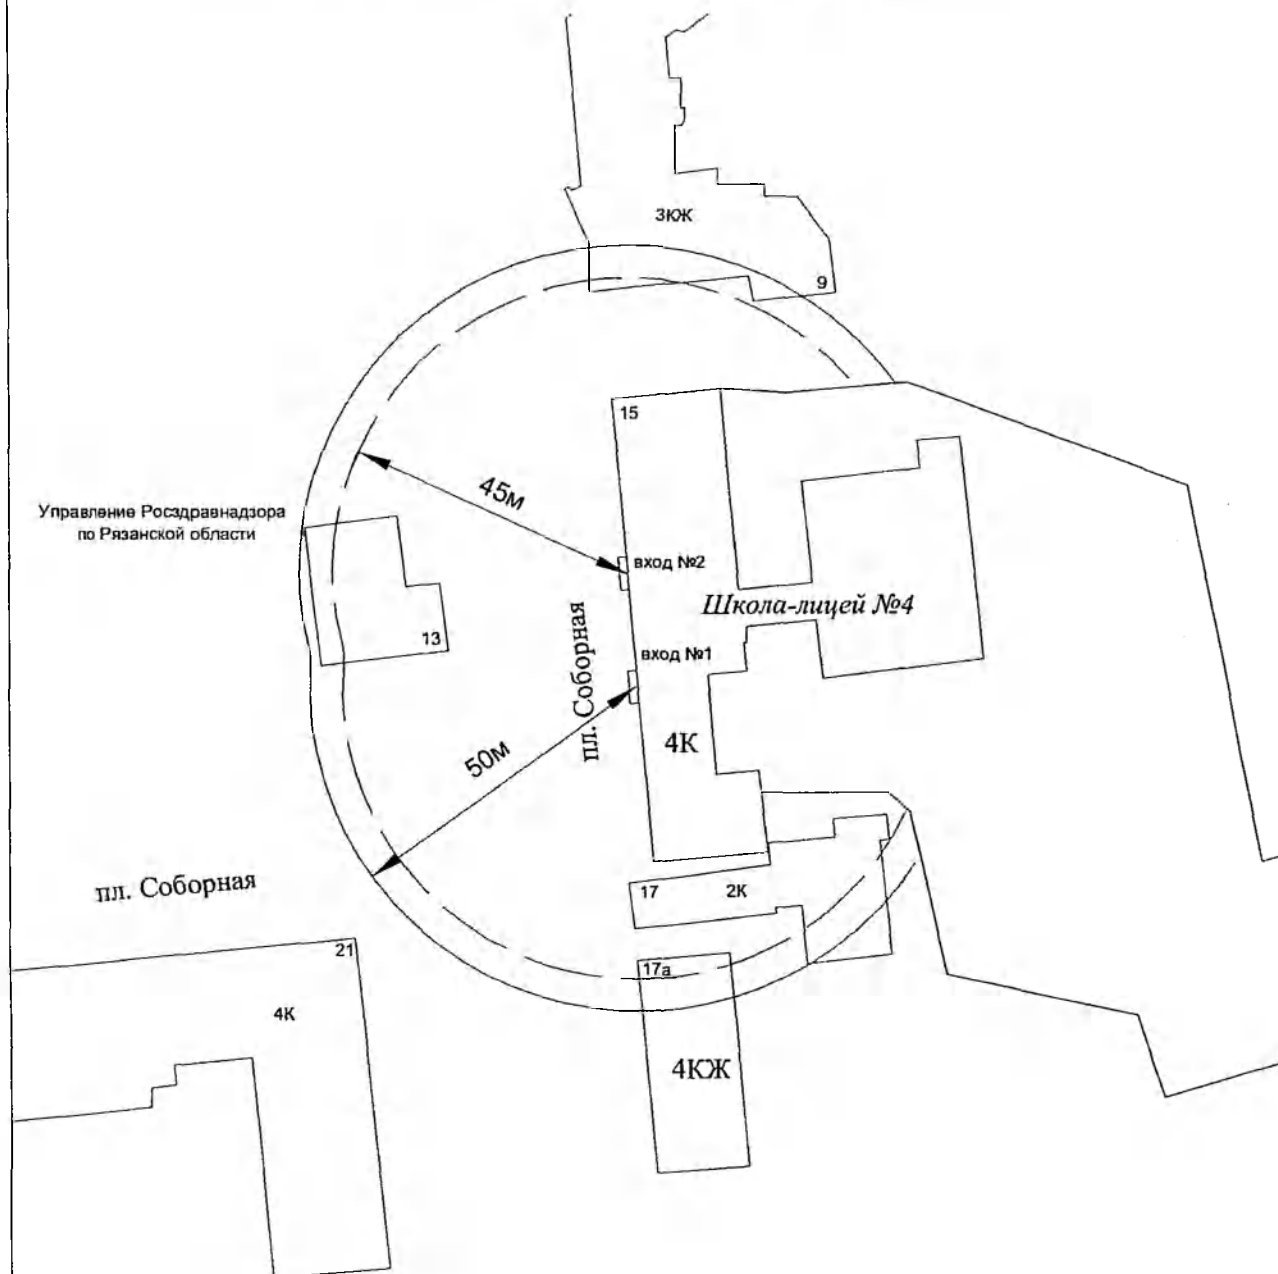 3КЖ
9
15
45м
Управление Росздравнадзора
по Рязанской области
вход №2
Школа-лицей №4
13
вход №1
пл. Соборная
4К
50м
пл. Соборная
17
2К
21
17а
4К
4КЖ